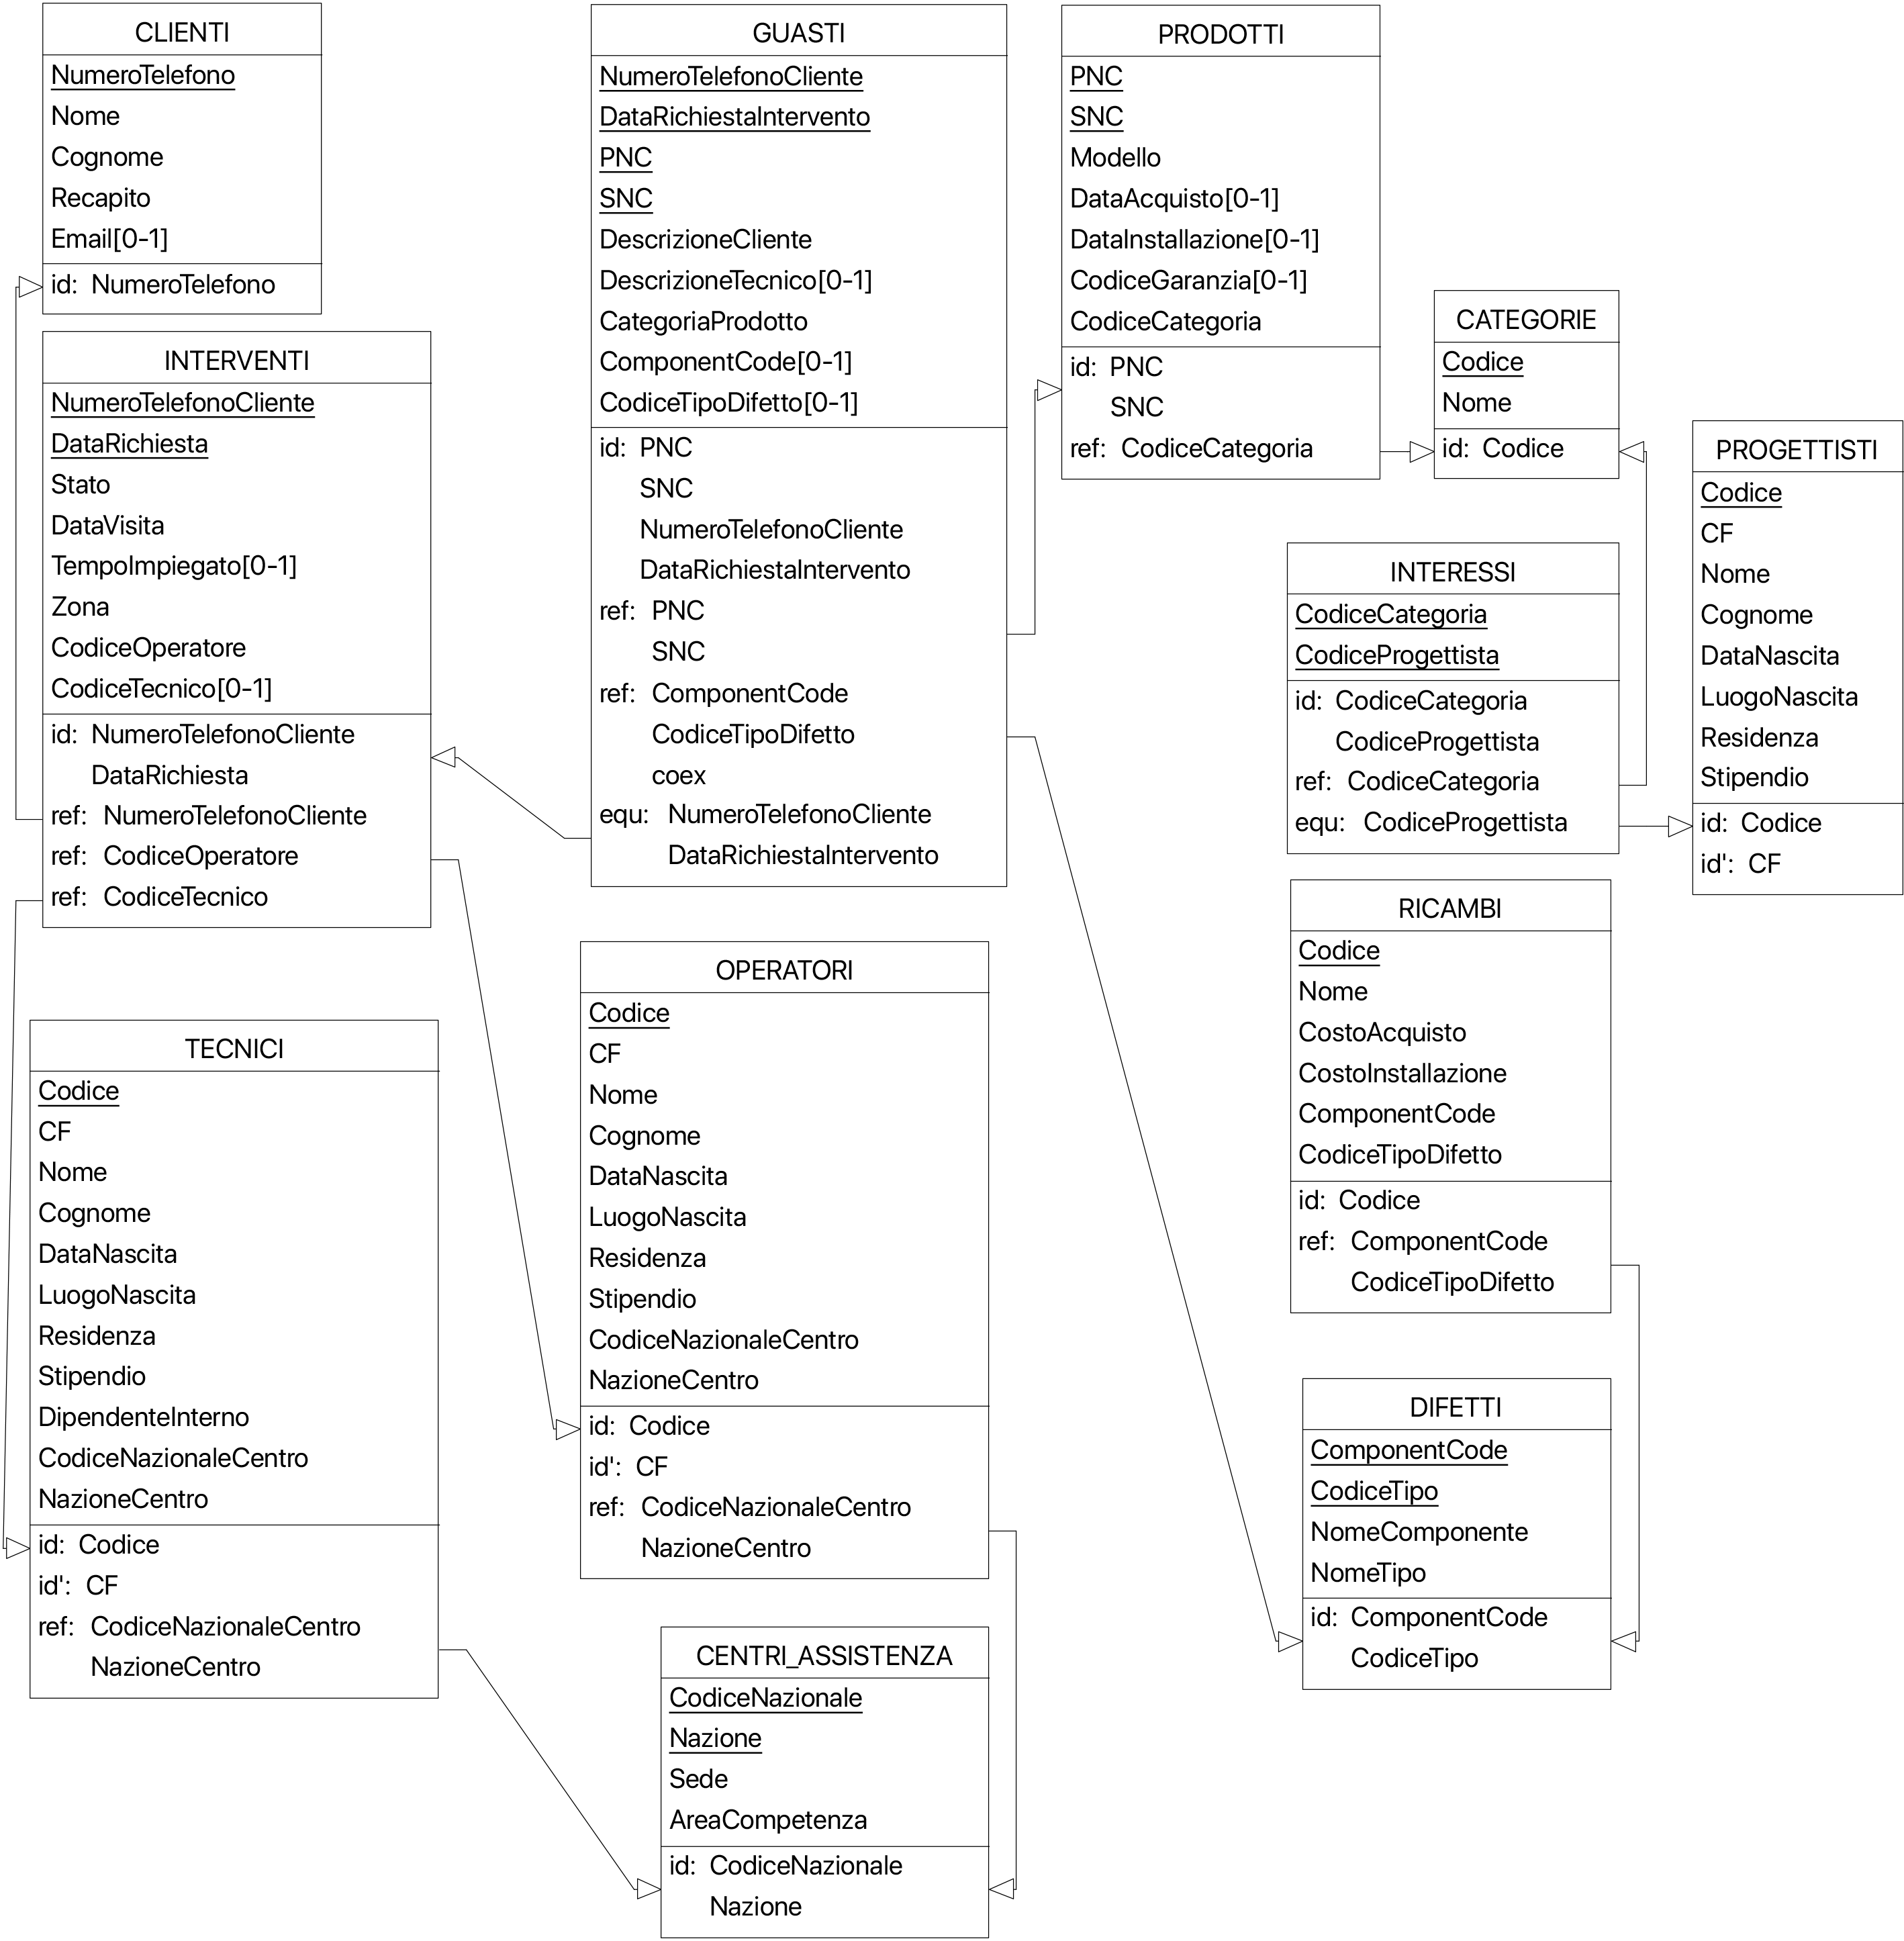 CLIENTI
NumeroTelefono
Nome
Cognome
Recapito
Email[0-1]
id: NumeroTelefono
INTERVENTI
NumeroTelefonoCliente
DataRichiesta
Stato
DataVisita
TempoImpiegato[0-1]
Zona
CodiceOperatore
CodiceTecnico[0-1]
id: NumeroTelefonoCliente
DataRichiesta
ref: NumeroTelefonoCliente
ref: CodiceOperatore
ref: CodiceTecnico
TECNICI
Codice
CF
Nome
Cognome
DataNascita
LuogoNascita
Residenza
Stipendio
DipendenteInterno
CodiceNazionaleCentro
NazioneCentro
id: Codice
id': CF
ref: CodiceNazionaleCentro
NazioneCentro
GUASTI
NumeroTelefonoCliente
DataRichiestaIntervento
PNC
SNC
DescrizioneCliente
DescrizioneTecnico[0-1]
CategoriaProdotto
ComponentCode[0-1]
CodiceTipoDifetto[0-1]
id: PNC
SNC
NumeroTelefonoCliente
DataRichiestaIntervento
ref: PNC
SNC
ref: ComponentCode
CodiceTipoDifetto
coex
equ: NumeroTelefonoCliente
DataRichiestaIntervento
OPERATORI
Codice
CF
Nome
Cognome
DataNascita
LuogoNascita
Residenza
Stipendio
CodiceNazionaleCentro
NazioneCentro
id: Codice
id': CF
ref: CodiceNazionaleCentro
NazioneCentro
CENTRI_ASSISTENZA
CodiceNazionale
Nazione
Sede
AreaCompetenza
id: CodiceNazionale
Nazione
PRODOTTI
PNC
SNC
Modello
DataAcquisto[0-1]
DataInstallazione[0-1]
CodiceGaranzia[0-1]
CodiceCategoria
id: PNC
SNC
ref: CodiceCategoria
CATEGORIE
Codice
Nome
id: Codice
INTERESSI
CodiceCategoria
CodiceProgettista
id: CodiceCategoria
CodiceProgettista
ref: CodiceCategoria
equ: CodiceProgettista
PROGETTISTI
Codice
CF
Nome
Cognome
DataNascita
LuogoNascita
Residenza
Stipendio
id: Codice
id': CF
RICAMBI
Codice
Nome
CostoAcquisto
CostoInstallazione
ComponentCode
CodiceTipoDifetto
id: Codice
ref: ComponentCode
CodiceTipoDifetto
DIFETTI
ComponentCode
CodiceTipo
NomeComponente
NomeTipo
id: ComponentCode
CodiceTipo